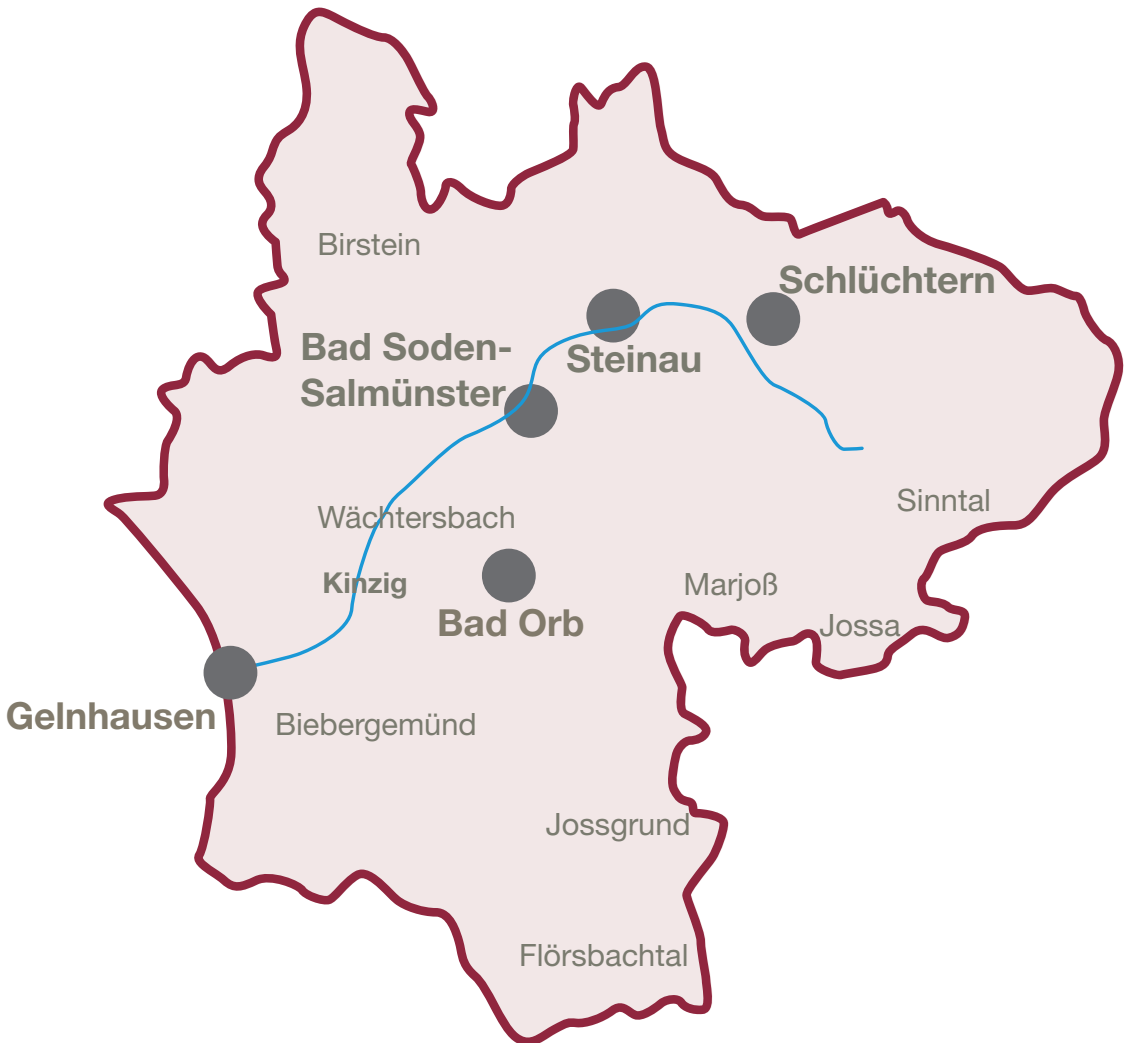 Birstein
Schlüchtern
Bad Soden-
Salmünster
Steinau
Sinntal
Wächtersbach
Kinzig
Marjoß
Bad Orb
Jossa
Gelnhausen
Biebergemünd
Jossgrund
Flörsbachtal